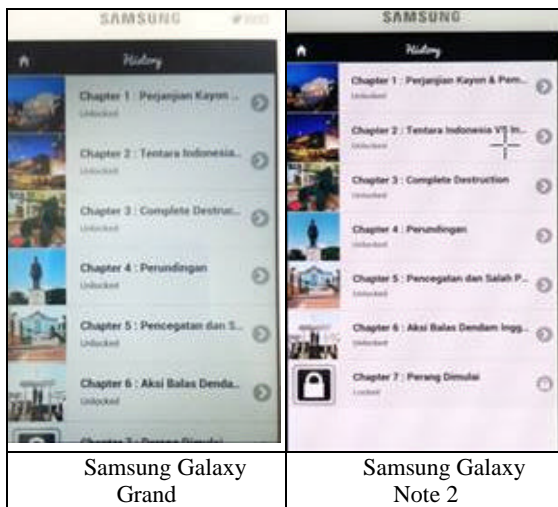 SAMSUNG
History
Chapter 1 : Perjanjian Kayon ...
Unlocked
Chapter 2 : Tentara Indonesia...
Unlocked
Chapter 3 : Complete Destruc...
Unlocked
Chapter 4 : Perundingan
Unlocked
Chapter 5 : Pencegatan dan S...
Unlocked
Chapter 6 : Aksi Balas Denda...
Unlocked
Chapter 7 : Perang Dimulai
Samsung Galaxy
Grand
SAMSUNG
History
Chapter 1 : Perjanjian Kayon & Pem...
Unlocked
Chapter 2 : Tentara Indonesia VS In...
Unlocked
Chapter 3 : Complete Destruction
Unlocked
Chapter 4 : Perundingan
Unlocked
Chapter 5 : Pencegatan dan Salah P...
Unlocked
Chapter 6 : Aksi Balas Dendam Ingg...
Unlocked
Chapter 7 : Perang Dimulai
Locked
Samsung Galaxy
Note 2